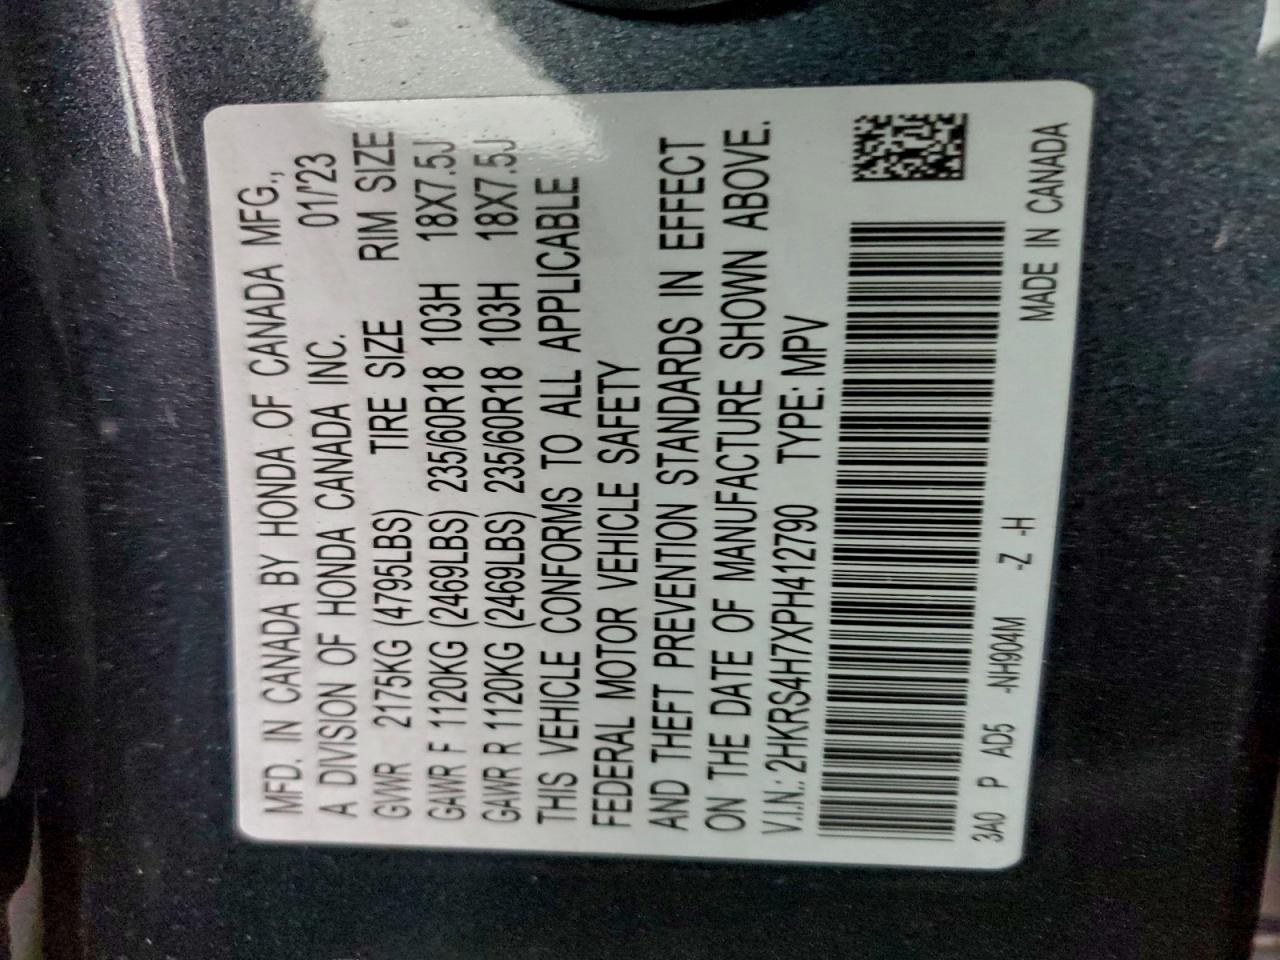 MFD. IN CANADA BY HONDA OF CANADA MFG.,
A DIVISION OF HONDA CANADA INC. 01/'23
GWR 2175KG (4795LBS) TIRE SIZE RIM SIZE
GAWR F 1120KG (2469LBS) 235/60R18 103H 18X7.5J
GAWR R 1120KG (2469LBS) 235/60R18 103H 18X7.5J
THIS VEHICLE CONFORMS TO ALL APPLICABLE
FEDERAL MOTOR VEHICLE SAFETY
AND THEFT PREVENTION STANDARDS IN EFFECT
ON THE DATE OF MANUFACTURE SHOWN ABOVE.
V.I.N.: 2HKRS4H7XPH412790 TYPE: MPV
3A0 P AD5 -NH904M -Z -H MADE IN CANADA